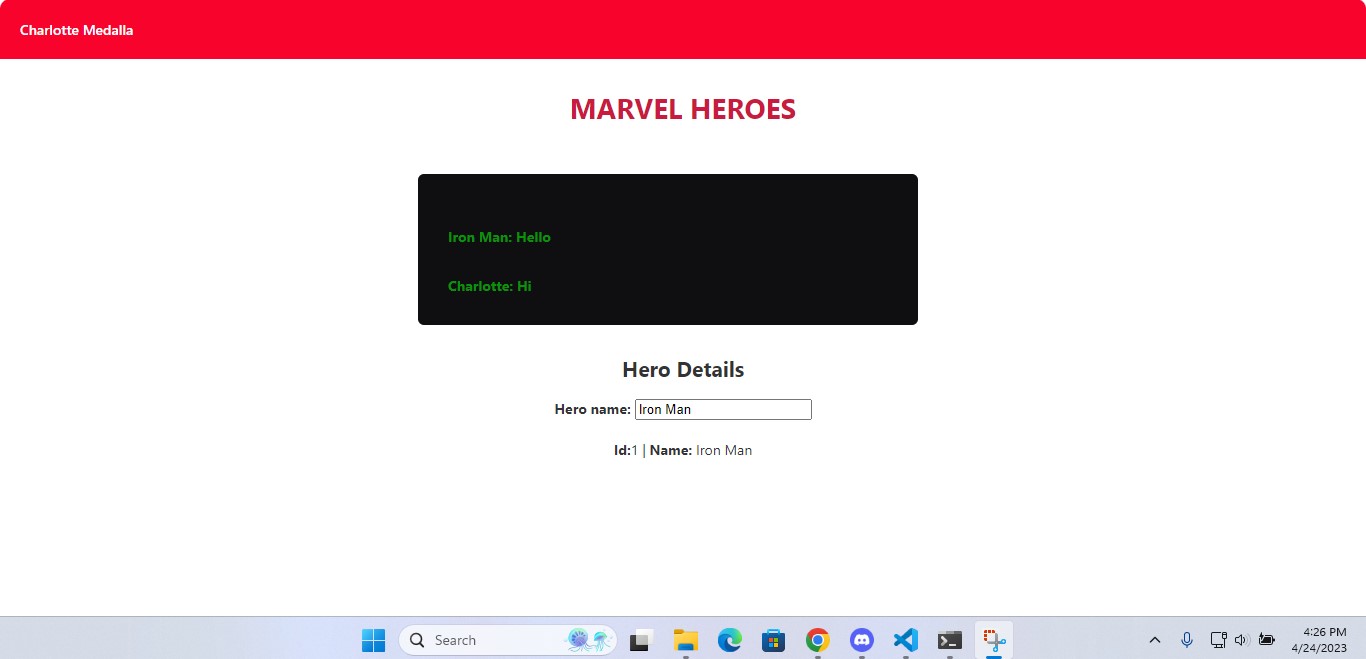 Charlotte Medalla
MARVEL HEROES
Iron Man: Hello
Charlotte: Hi
Hero Details
Hero name: Iron Man
Id:1 | Name: Iron Man
Search
4:26 PM
4/24/2023